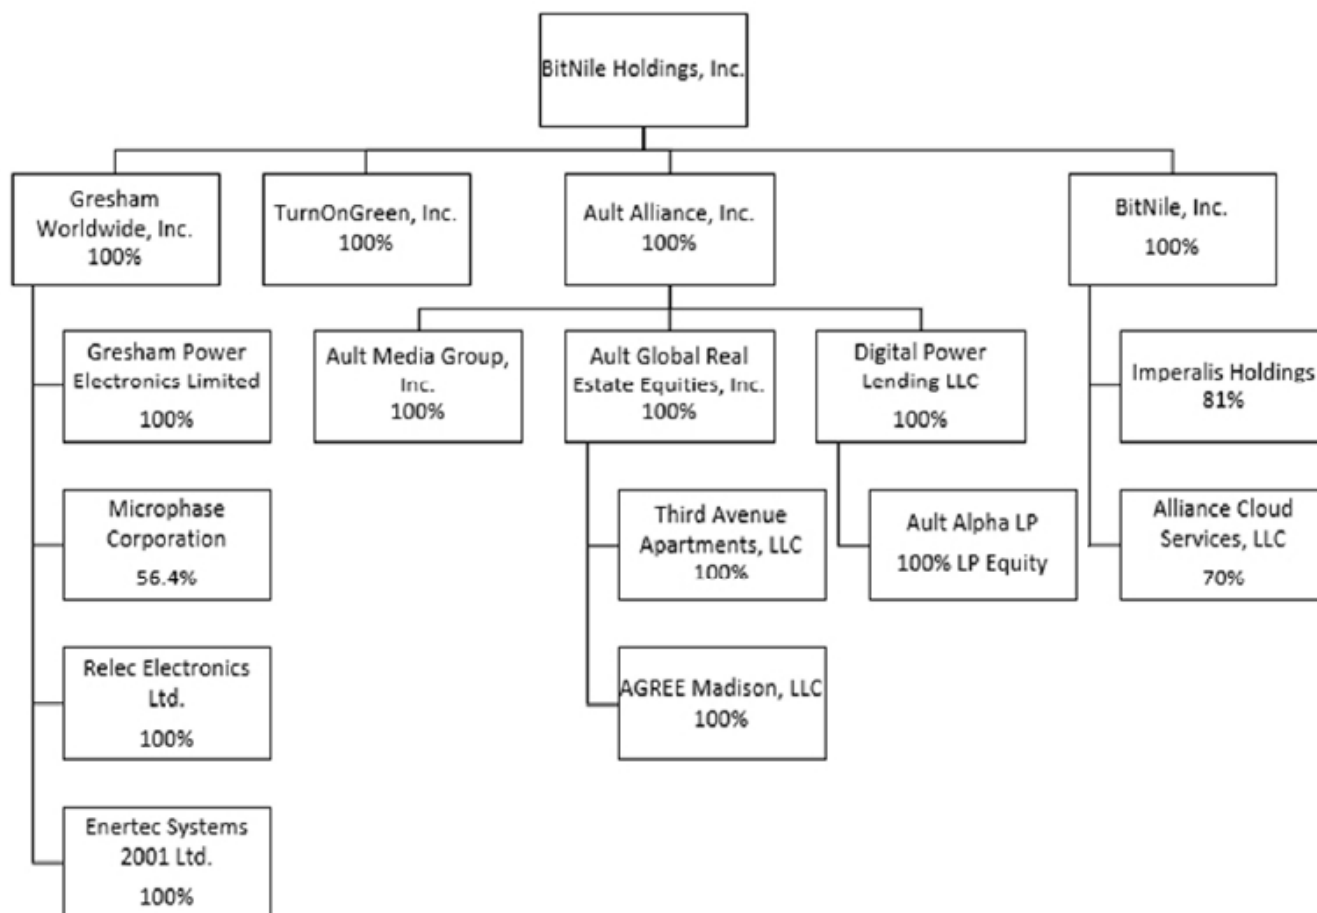 BitNile Holdings, Inc.
Gresham
Worldwide, Inc.
100%
TurnOnGreen, Inc.
100%
Ault Alliance, Inc.
100%
BitNile, Inc.
100%
Gresham Power
Electronics Limited
100%
Ault Media Group,
Inc.
100%
Ault Global Real
Estate Equities, Inc.
100%
Digital Power
Lending LLC
100%
Imperalis Holdings
81%
Microphase
Corporation
56.4%
Third Avenue
Apartments, LLC
100%
Ault Alpha LP
100% LP Equity
Alliance Cloud
Services, LLC
70%
Relec Electronics
Ltd.
100%
AGREE Madison, LLC
100%
Enertec Systems
2001 Ltd.
100%